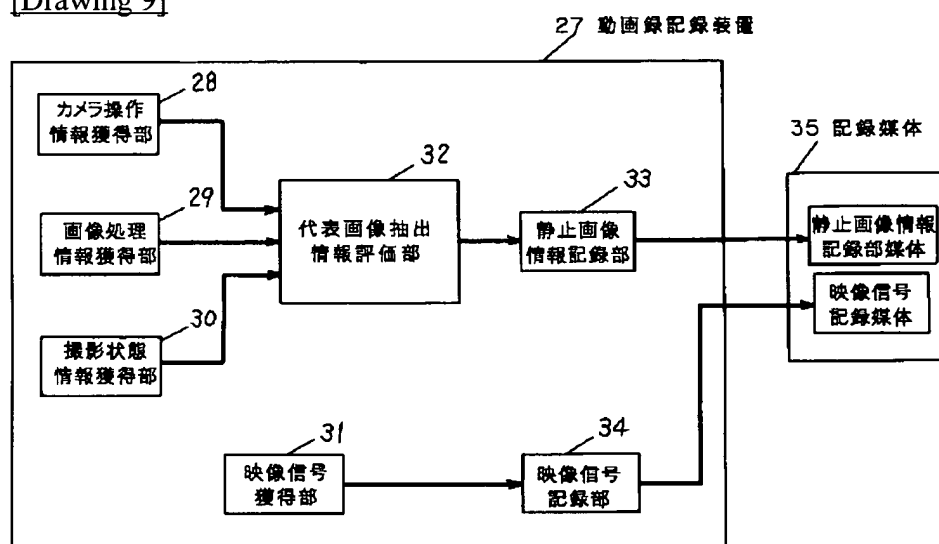 [Drawing 9]
27 動画録記録装置
28
カメラ操作
情報獲得部
29
画像処理
情報獲得部
30
撮影状態
情報獲得部
32
代表画像抽出
情報評価部
33
静止画像
情報記録部
31
映像信号
獲得部
34
映像信号
記録部
35 記録媒体
静止画像情報
記録部媒体
映像信号
記録媒体